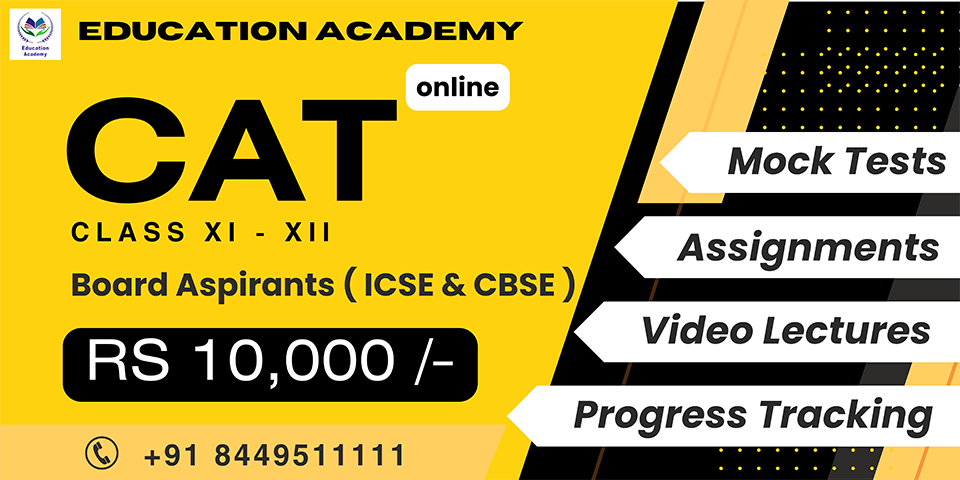 Education
Academy
EDUCATION ACADEMY
online
CAT
CLASS XI - XII
Board Aspirants ( ICSE & CBSE )
RS 10,000 /-
+91 8449511111
Mock Tests
Assignments
Video Lectures
Progress Tracking